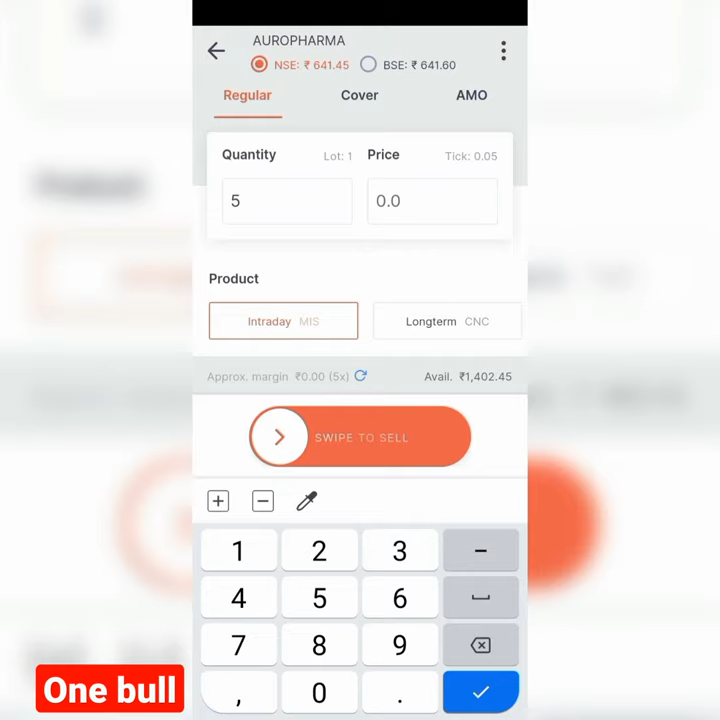 AUROPHARMA
NSE: ₹ 641.45 BSE: ₹ 641.60
Regular Cover AMO
Quantity Lot: 1 Price Tick: 0.05
5 0.0
Product
Intraday MIS Longterm CNC
Approx. margin ₹0.00 (5x) Avail. ₹1,402.45
SWIPE TO SELL
1 2 3 -
4 5 6
7 8 9
, 0 .
One bull